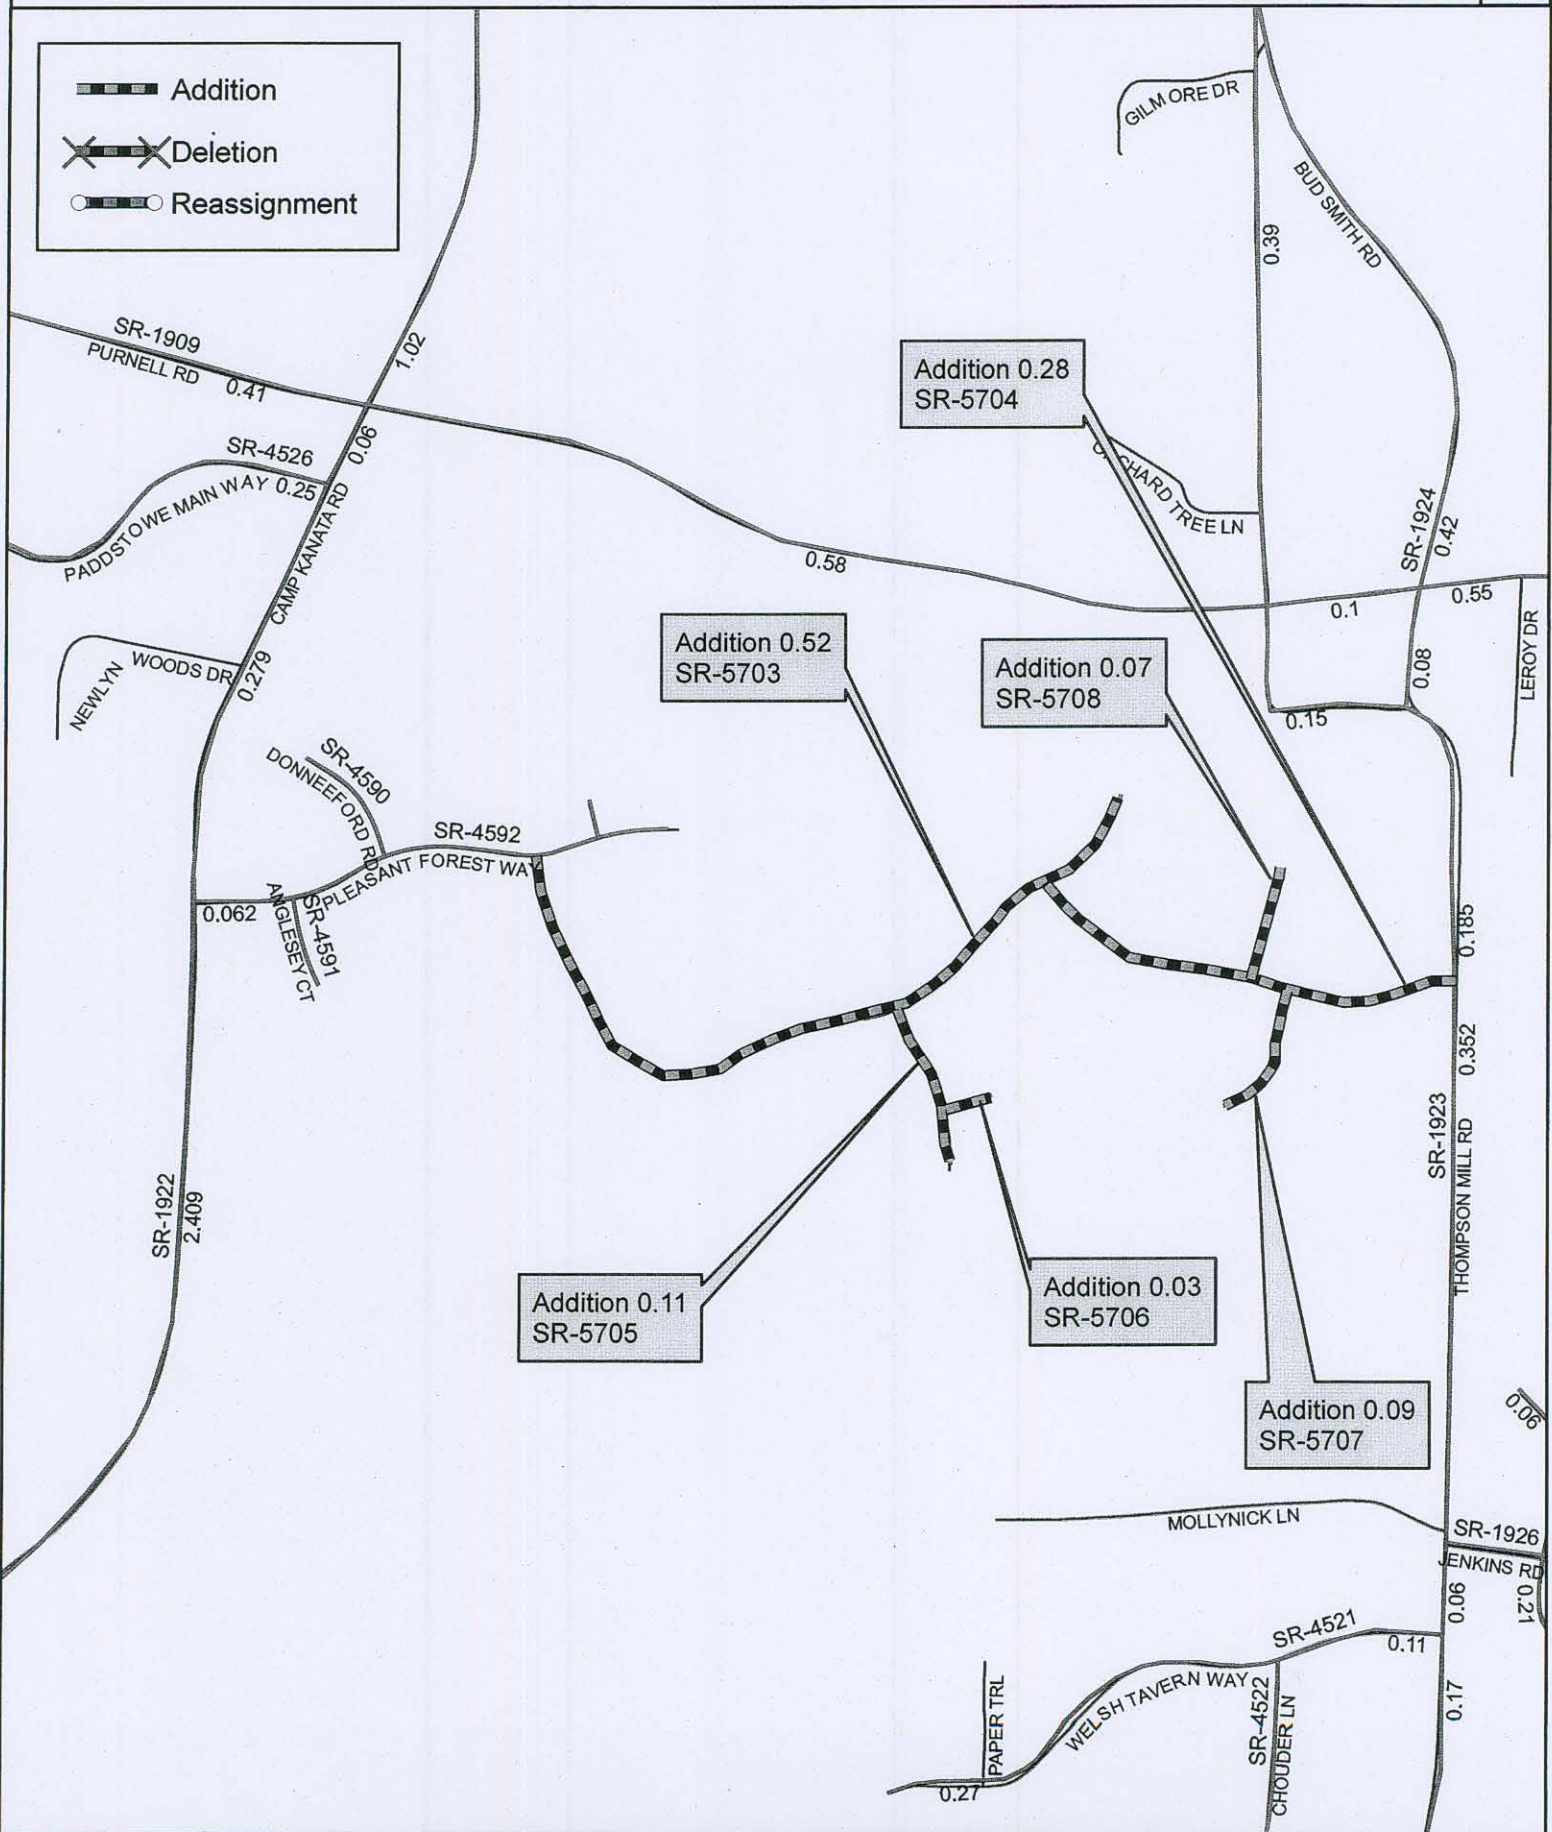 Addition
Deletion
Reassignment
GILMORE DR
BUD SMITH RD
0.39
SR-1909
PURNELL RD
0.41
1.02
0.06
SR-4526
PADDSTOWE MAIN WAY
0.25
CAMP KANATA RD
Addition 0.28
SR-5704
CHARD TREE LN
SR-1924
0.42
0.58
0.1
0.55
LEROY DR
NEWLYN
WOODS DR
0.279
Addition 0.52
SR-5703
Addition 0.07
SR-5708
0.08
0.15
SR-4590
DONNEEFORD RD
SR-4592
PLEASANT FOREST WAY
0.062
ANGLESEY CT
SR-4591
0.185
0.352
SR-1923
THOMPSON MILL RD
SR-1922
2.409
Addition 0.11
SR-5705
Addition 0.03
SR-5706
Addition 0.09
SR-5707
0.06
MOLLYNICK LN
SR-1926
JENKINS RD
0.06
0.21
SR-4521
0.11
WELSH TAVERN WAY
SR-4522
CHOUDER LN
0.17
PAPER TRL
0.27